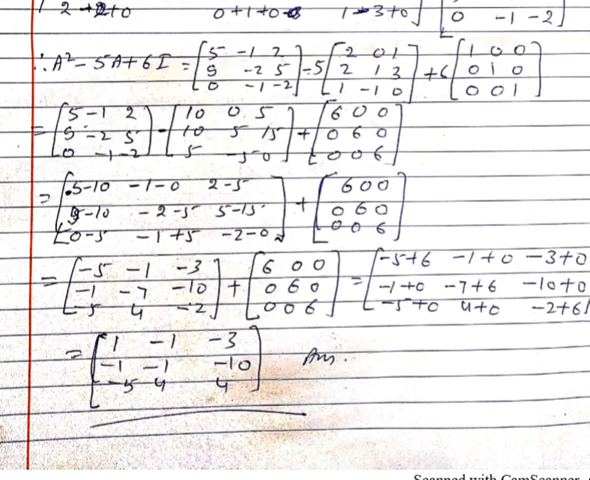 2+2+0 0+1+0 1-3+0] 0 -1 -2]
∴ A² - 5A + 6I = [5 -1 2 -5 [2 0 1 +6 [1 0 0
9 -2 5 2 1 3 0 1 0
0 -1 -2] 1 -1 0] 0 0 1]
= [5 -1 2 - [10 0 5 + [6 0 0
9 -2 5 10 5 15 0 6 0
0 -1 -2] 5 -5 0] 0 0 6]
= [5-10 -1-0 2-5 + [6 0 0
9-10 -2-5 5-15 0 6 0
0-5 -1+5 -2-0] 0 0 6]
= [-5 -1 -3 + [6 0 0 = [-5+6 -1+0 -3+0
-1 -7 -10 0 6 0 -1+0 -7+6 -10+0
-5 4 -2] 0 0 6] -5+0 4+0 -2+6]
= [1 -1 -3
-1 -1 -10 Ans.
-5 4 4]
Scanned with CamScanner